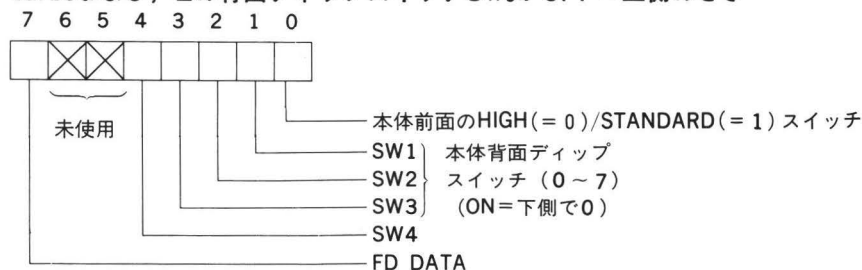 7 6 5 4 3 2 1 0
未使用
本体前面のHIGH(=0)/STANDARD(=1)スイッチ
SW1 本体背面ディップ
SW2 スイッチ(0~7)
SW3 (ON=下側で0)
SW4
FD DATA